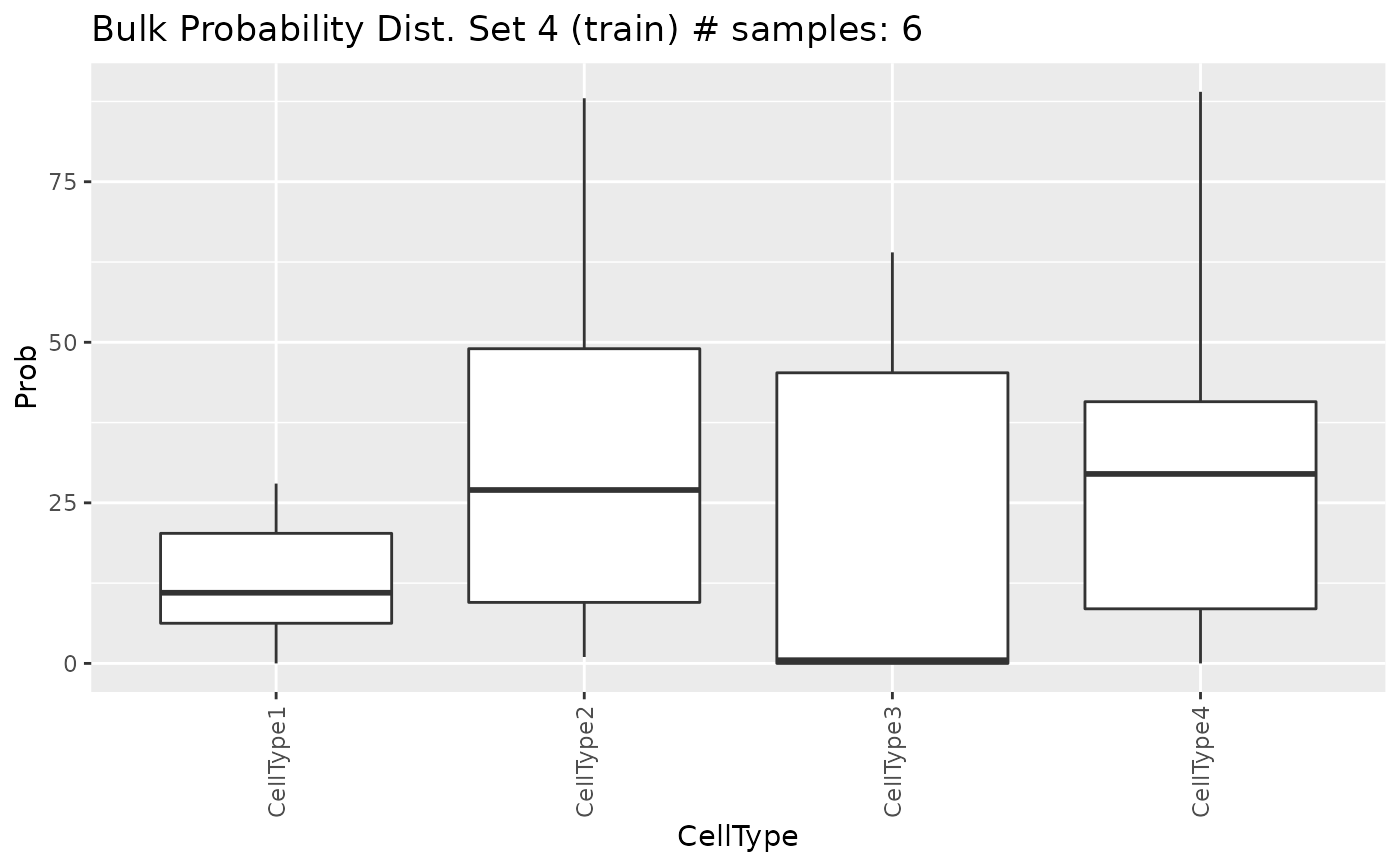 Bulk Probability Dist. Set 4 (train) # samples: 6
Prob
75
50
25
0
CellType1
CellType2
CellType3
CellType4
CellType